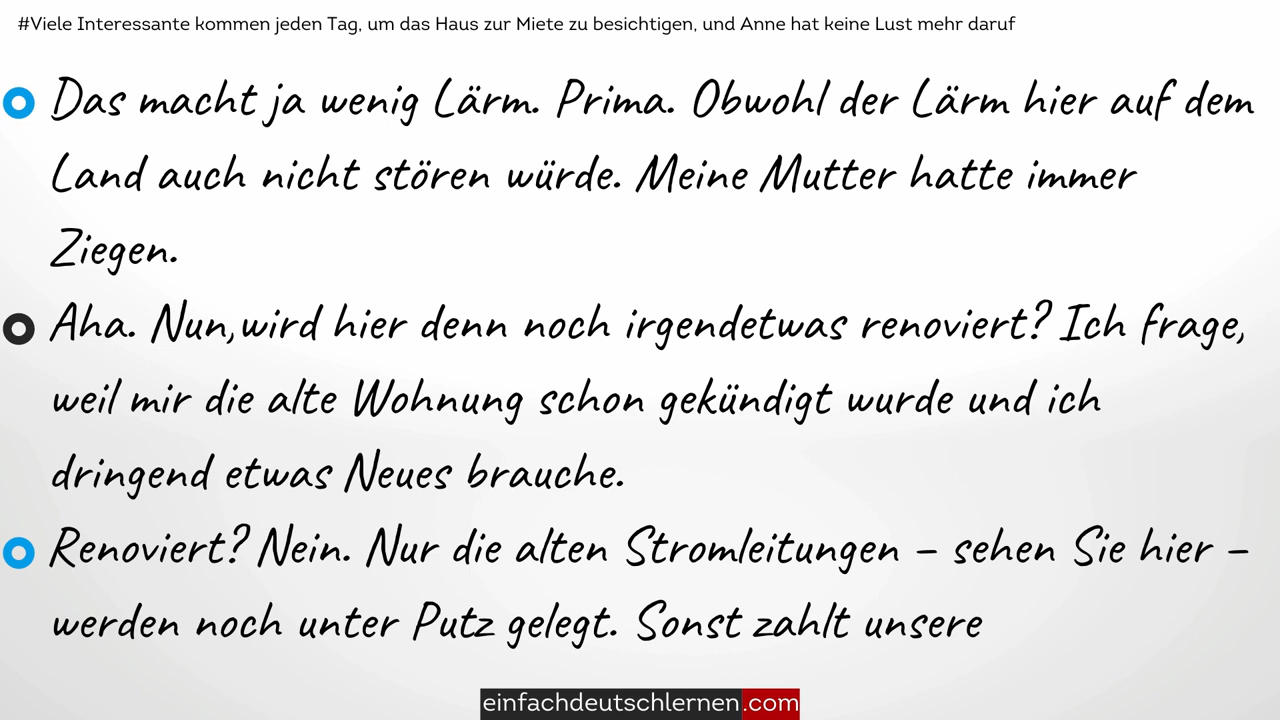 #Viele Interessante kommen jeden Tag, um das Haus zur Miete zu besichtigen, und Anne hat keine Lust mehr darauf
Das macht ja wenig Lärm. Prima. Obwohl der Lärm hier auf dem
Land auch nicht stören würde. Meine Mutter hatte immer
Ziegen.
Aha. Nun,wird hier denn noch irgendetwas renoviert? Ich frage,
weil mir die alte Wohnung schon gekündigt wurde und ich
dringend etwas Neues brauche.
Renoviert? Nein. Nur die alten Stromleitungen – sehen Sie hier –
werden noch unter Putz gelegt. Sonst zahlt unsere
einfachdeutschlernen.com